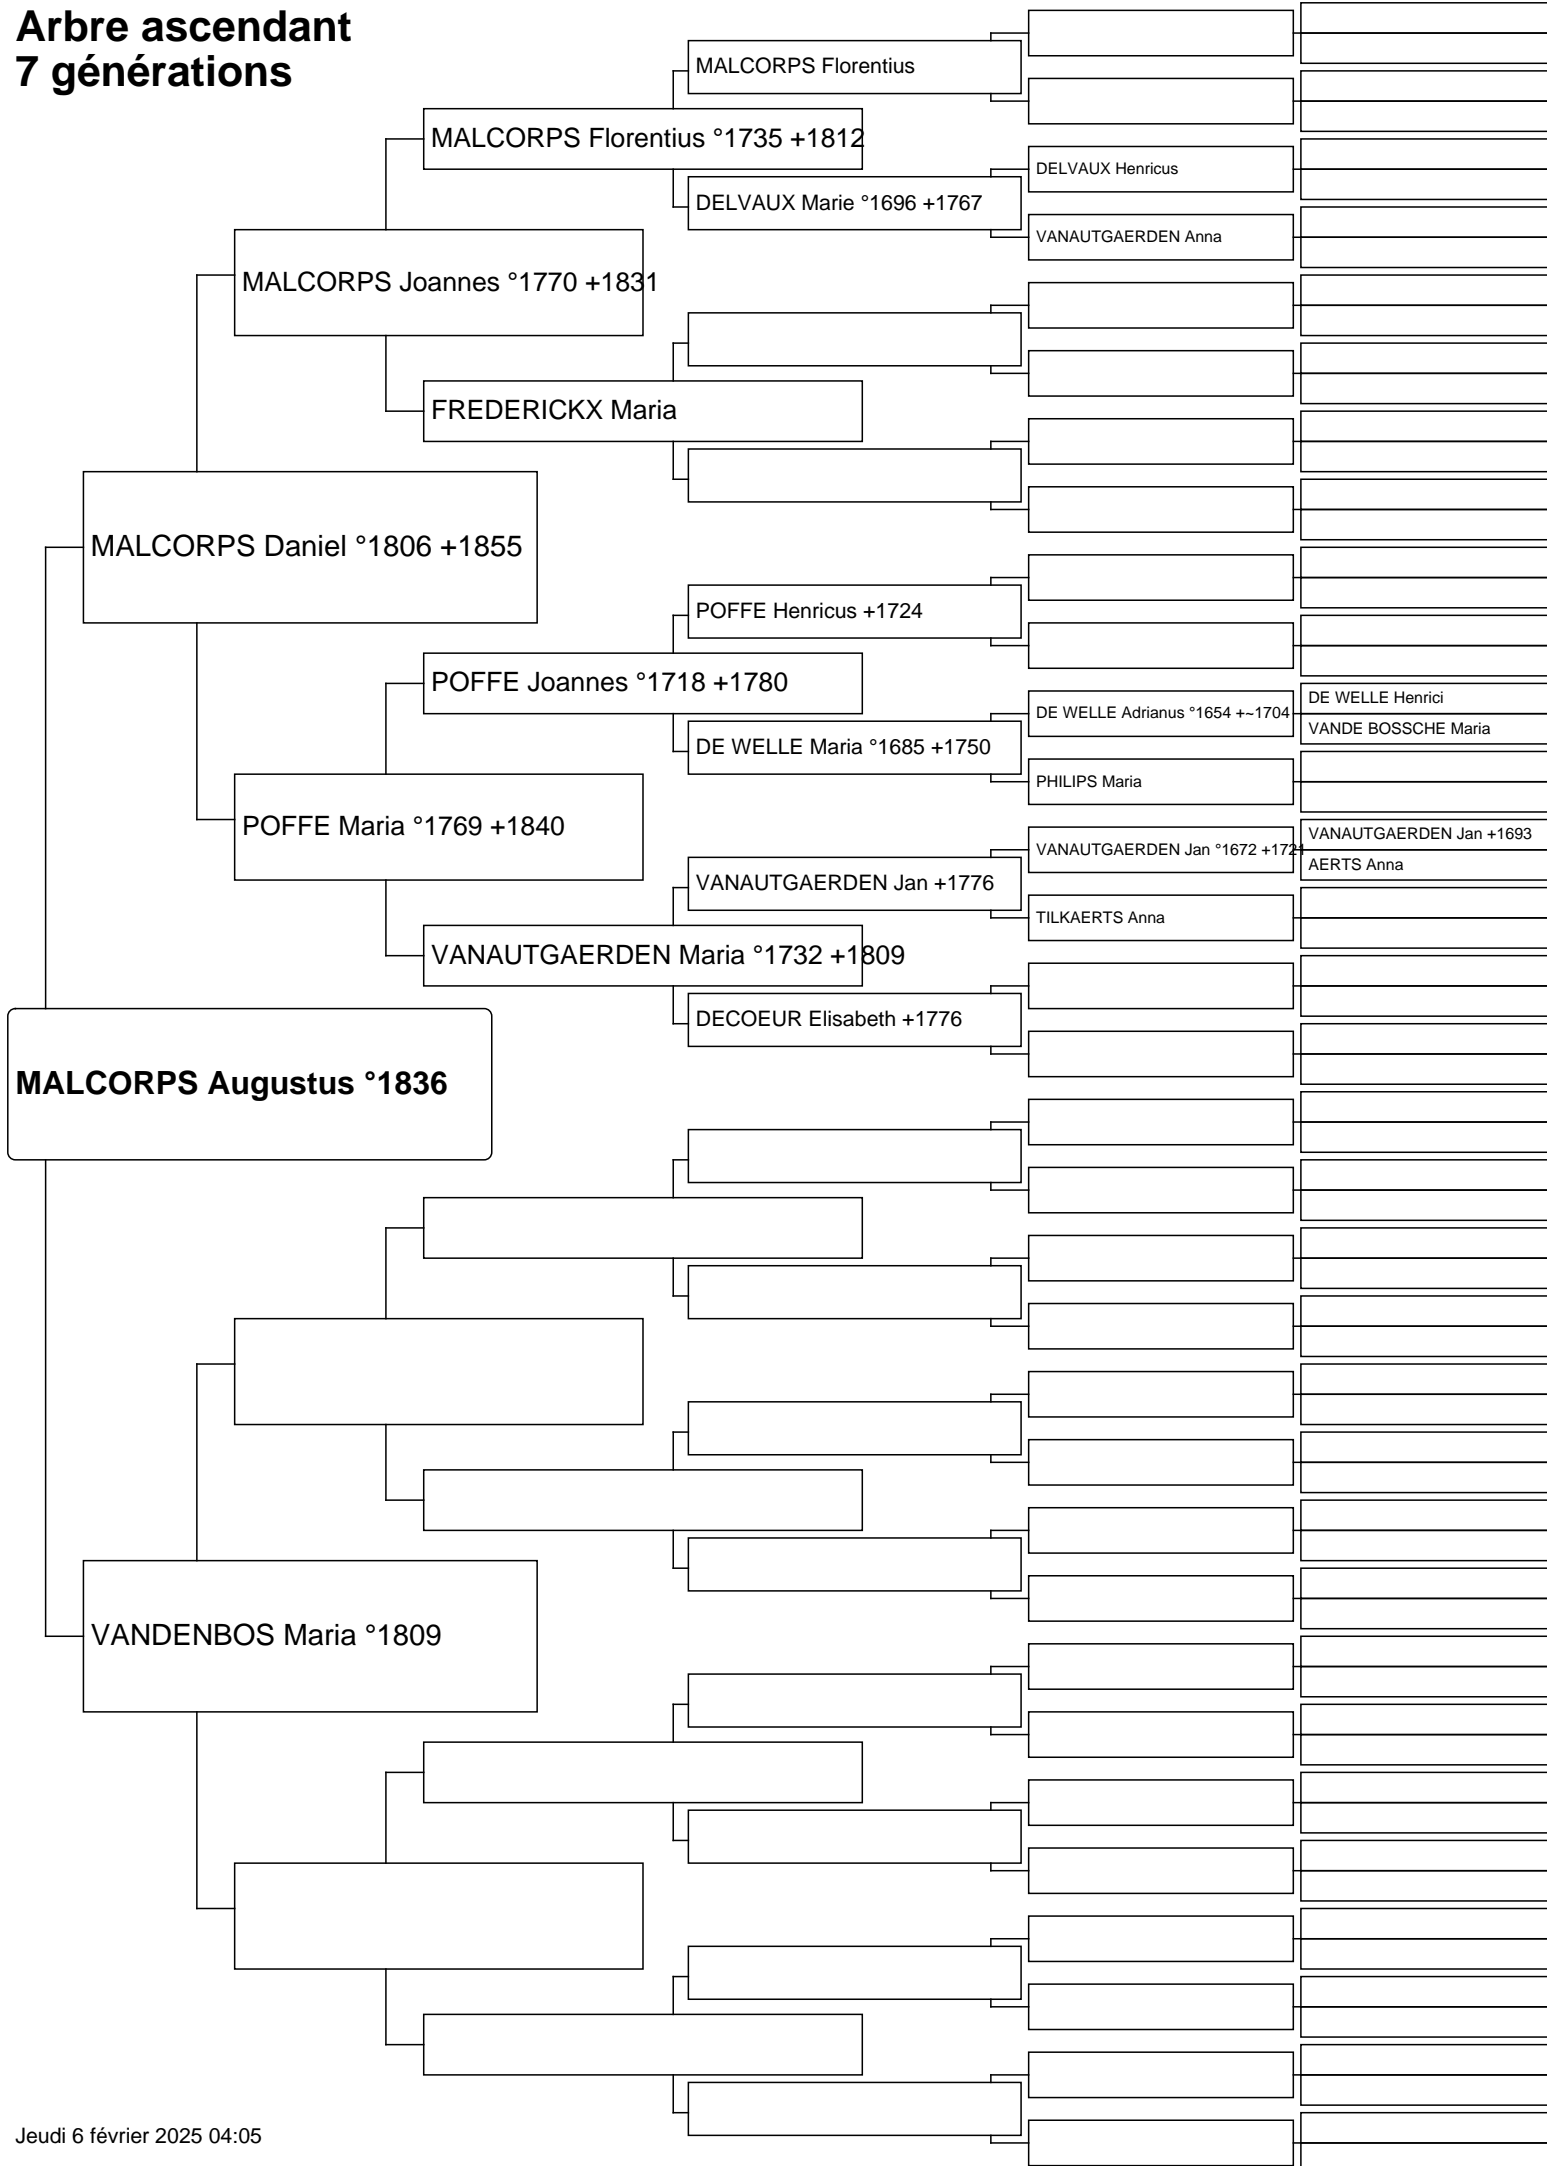 Arbre ascendant
7 générations
MALCORPS Florentius
MALCORPS Florentius °1735 +1812
DELVAUX Henricus
DELVAUX Marie °1696 +1767
VANAUTGAERDEN Anna
MALCORPS Joannes °1770 +1831
FREDERICKX Maria
MALCORPS Daniel °1806 +1855
POFFE Henricus +1724
POFFE Joannes °1718 +1780
DE WELLE Henrici
DE WELLE Adrianus °1654 +~1704
VANDE BOSSCHE Maria
DE WELLE Maria °1685 +1750
PHILIPS Maria
POFFE Maria °1769 +1840
VANAUTGAERDEN Jan +1693
VANAUTGAERDEN Jan °1672 +1721
AERTS Anna
VANAUTGAERDEN Jan +1776
TILKAERTS Anna
VANAUTGAERDEN Maria °1732 +1809
DECOEUR Elisabeth +1776
MALCORPS Augustus °1836
VANDENBOS Maria °1809
Jeudi 6 février 2025 04:05